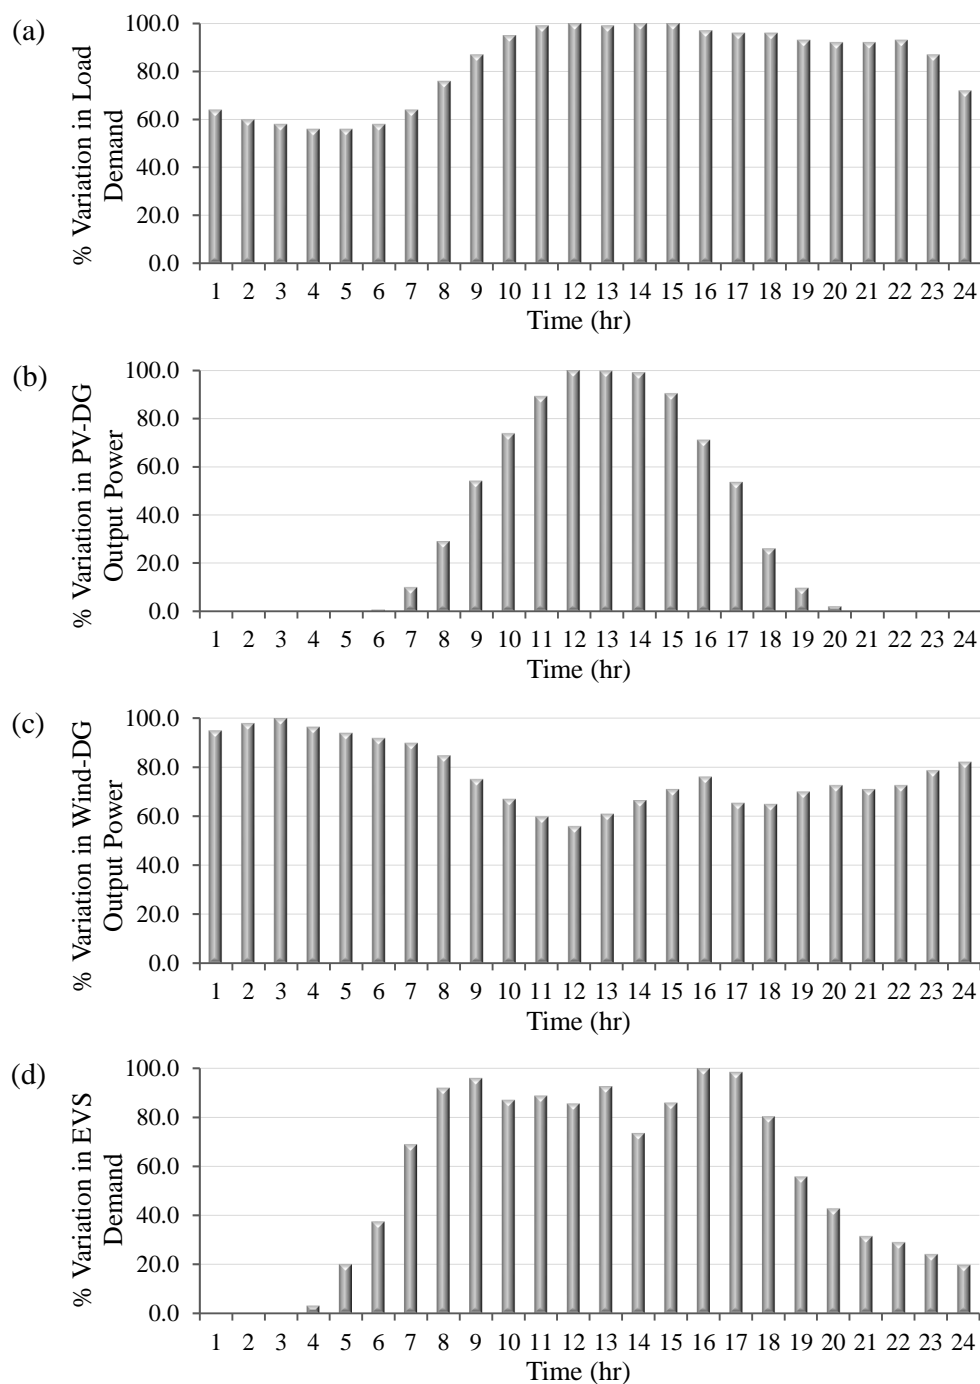 (a)
% Variation in Load
Demand
100.0
80.0
60.0
40.0
20.0
0.0
1 2 3 4 5 6 7 8 9 10 11 12 13 14 15 16 17 18 19 20 21 22 23 24
Time (hr)
(b)
% Variation in PV-DG
Output Power
100.0
80.0
60.0
40.0
20.0
0.0
1 2 3 4 5 6 7 8 9 10 11 12 13 14 15 16 17 18 19 20 21 22 23 24
Time (hr)
(c)
% Variation in Wind-DG
Output Power
100.0
80.0
60.0
40.0
20.0
0.0
1 2 3 4 5 6 7 8 9 10 11 12 13 14 15 16 17 18 19 20 21 22 23 24
Time (hr)
(d)
% Variation in EVS
Demand
100.0
80.0
60.0
40.0
20.0
0.0
1 2 3 4 5 6 7 8 9 10 11 12 13 14 15 16 17 18 19 20 21 22 23 24
Time (hr)